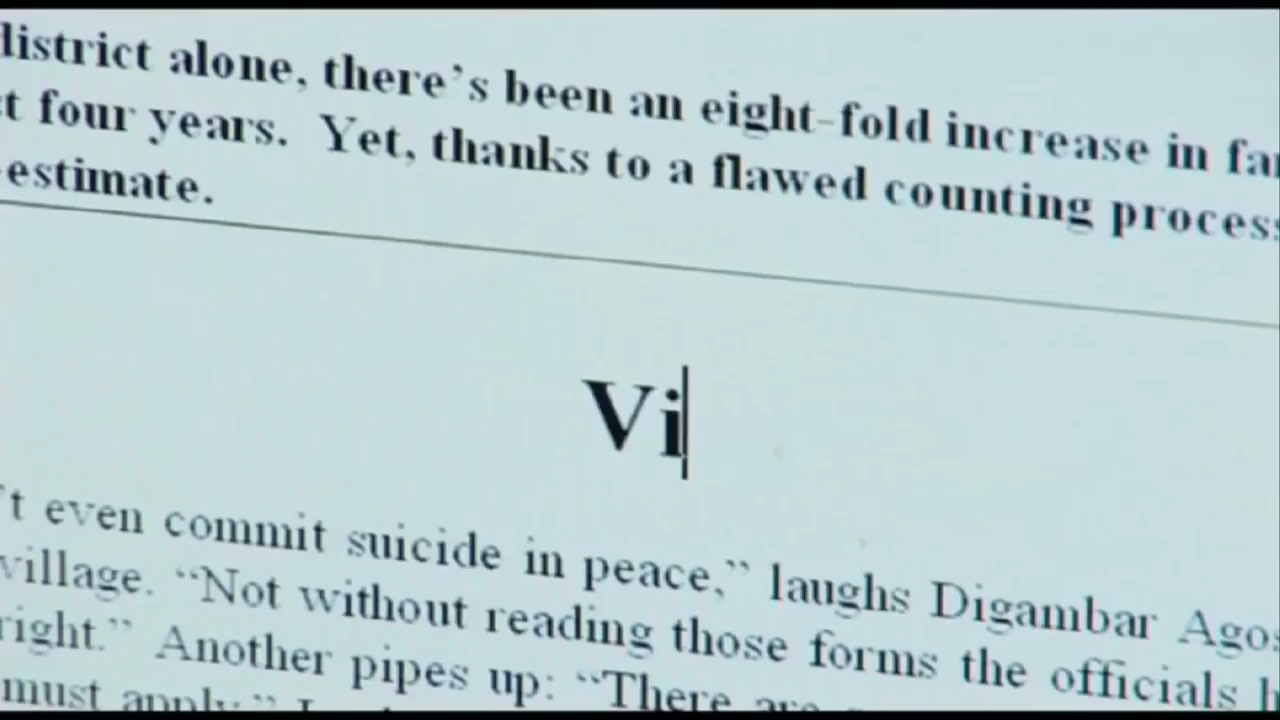 district alone, there's been an eight-fold increase in
four years. Yet, thanks to a flawed counting process
estimate.
Vi
't even commit suicide in peace,” laughs Digambar
village. “Not without reading those forms the officials
right.” Another pipes up: “There are
must apply.”